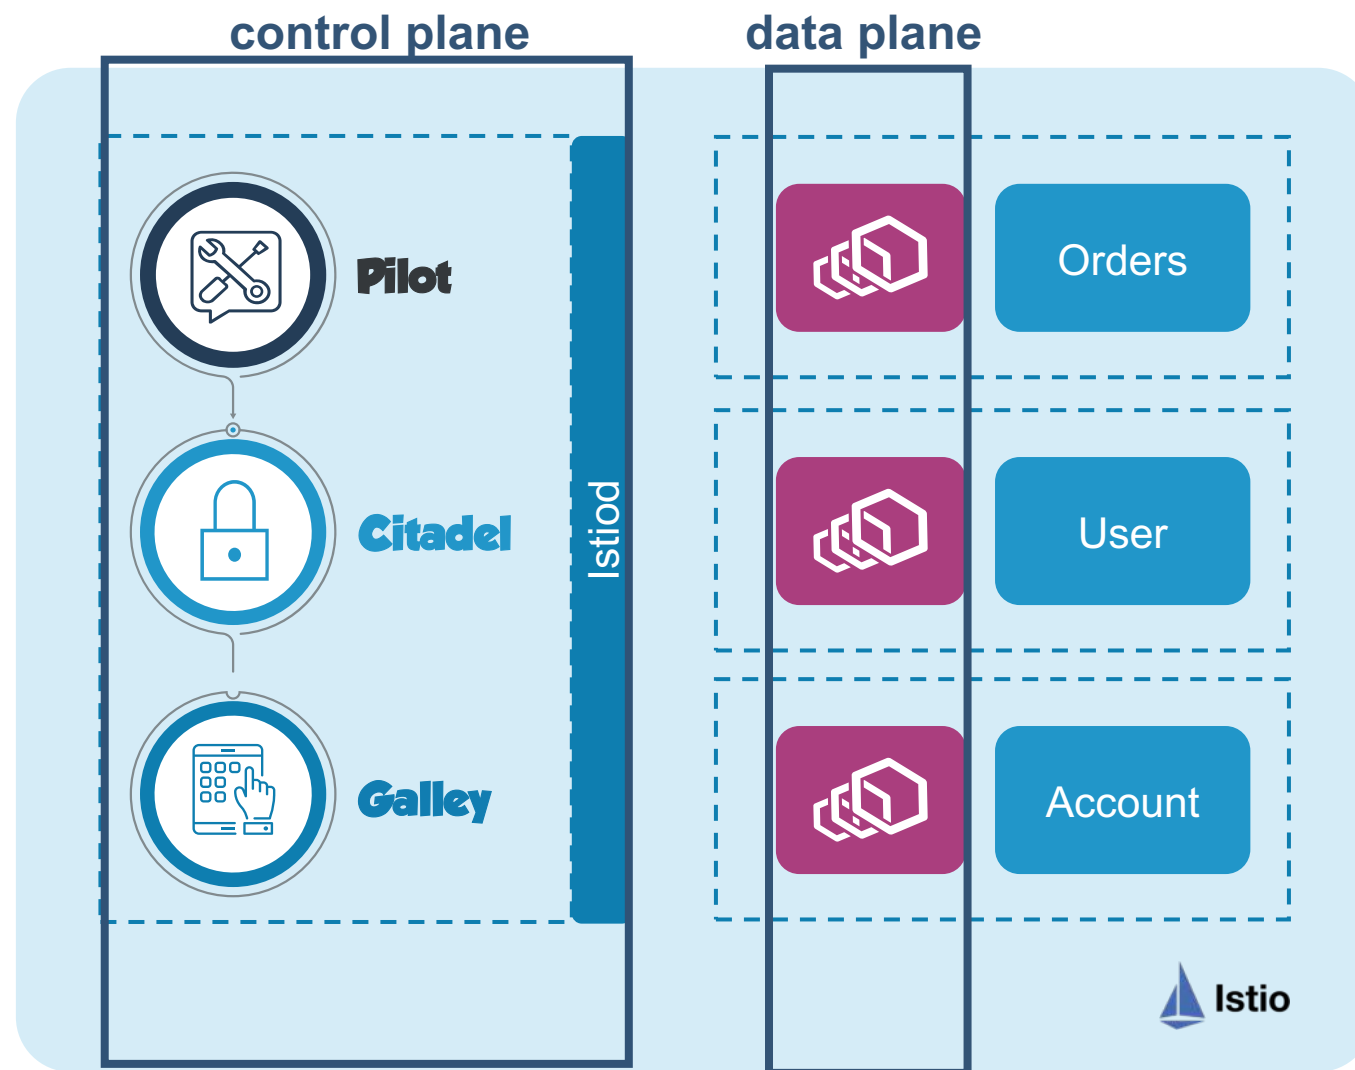 control plane
data plane
Pilot
Citadel
Galley
Istiod
Orders
User
Account
Istio